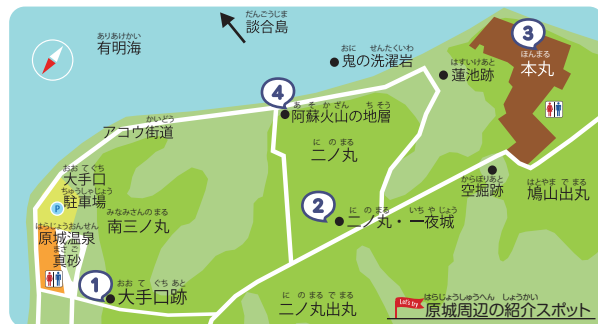 ありあけかい
有明海
だんごうじま
談合島
おに せんたくいわ
鬼の洗濯岩
はすいけあと
蓮池跡
3
ほんまる
本丸
4
あ そ か ざん ち そう
阿蘇火山の地層
かいどう
アコウ街道
に の まる
二ノ丸
おお て ぐち
大手口
ちゅうしゃじょう
駐車場
P
みなみさんの まる
南三ノ丸
はらじょうおんせん
原城温泉
まさ ご
真砂
2
に の まる いち や じょう
二ノ丸・一夜城
からぼりあと
空掘跡
はとやま で まる
鳩山出丸
1
おお て ぐち あと
大手口跡
に の まる で まる
二ノ丸出丸
Let's try
はらじょうしゅうへん しょうかい
原城周辺の紹介スポット